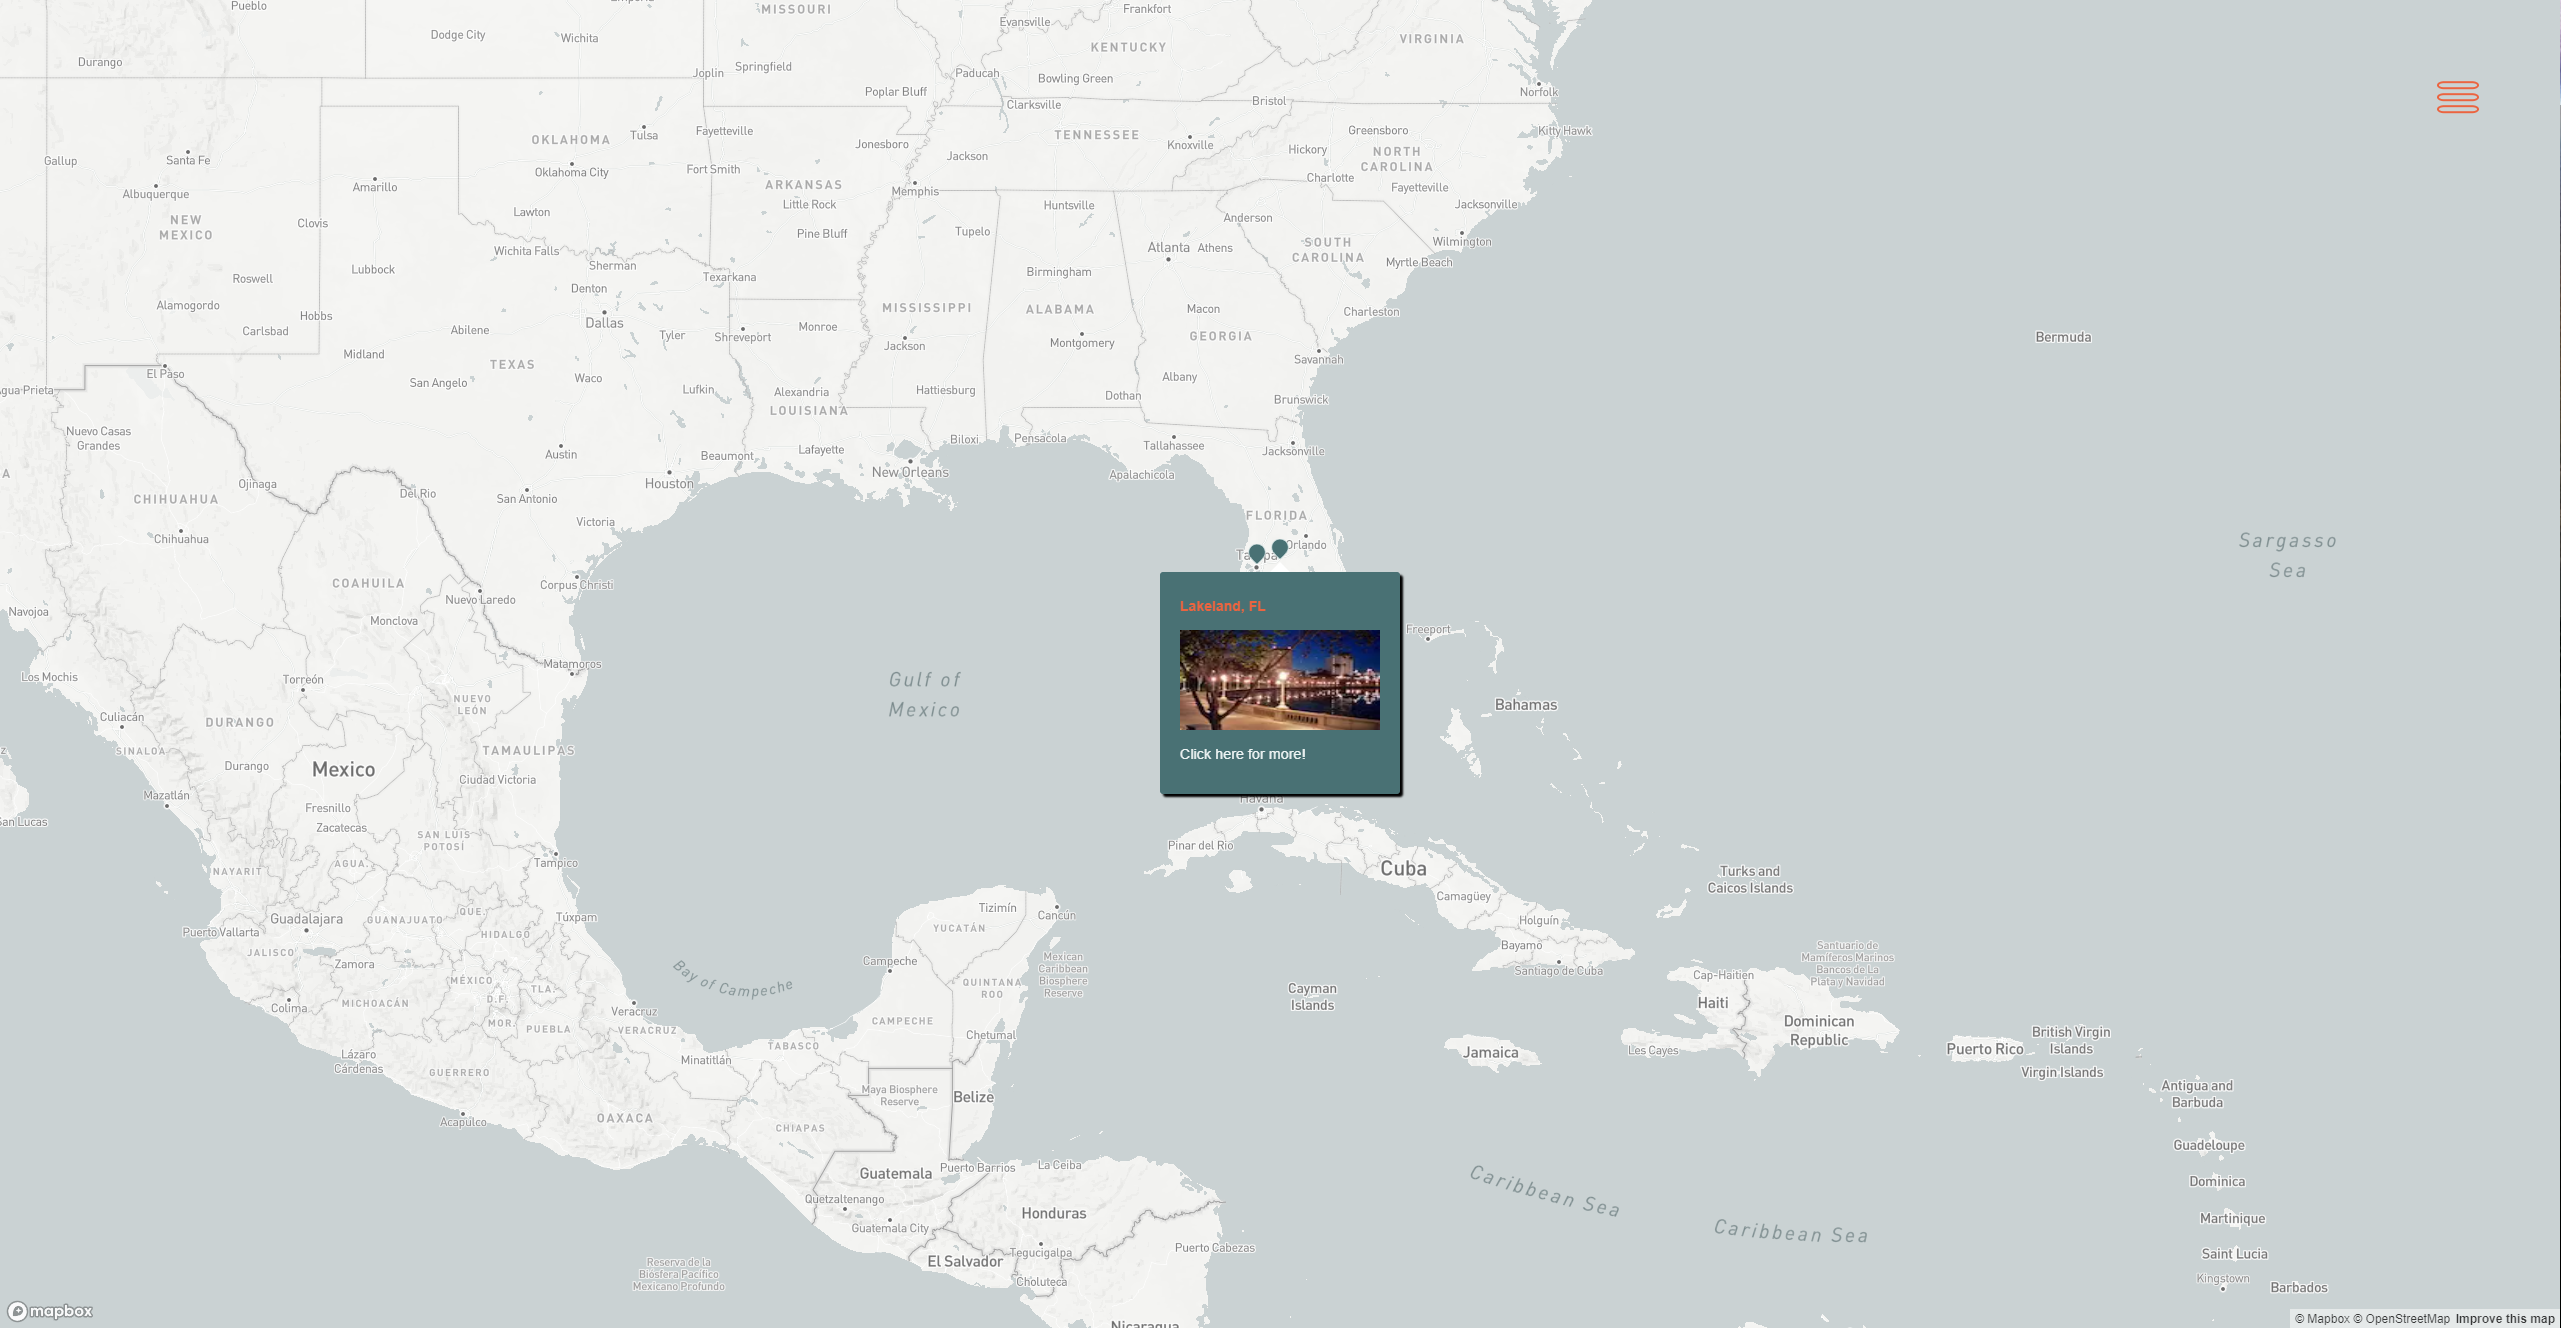 Pueblo
Emporia
MISSOURI
Frankfort
Evansville
Dodge City
Wichita
VIRGINIA
KENTUCKY
Durango
Joplin
Springfield
Paducah
Bowling Green
Poplar Bluff
Norfolk
Clarksville
Bristol
OKLAHOMA
Tulsa
Fayetteville
TENNESSEE
Greensboro
Kitty Hawk
Jonesboro
Knoxville
Hickory
NORTH
CAROLINA
Gallup
Santa Fe
Jackson
Oklahoma City
Fort Smith
Charlotte
Albuquerque
Amarillo
ARKANSAS
Memphis
Fayetteville
Little Rock
Huntsville
Jacksonville
Lawton
NEW
MEXICO
Clovis
Anderson
Pine Bluff
Tupelo
Wilmington
Wichita Falls
Atlanta
Athens
SOUTH
CAROLINA
Sherman
Lubbock
Birmingham
Myrtle Beach
Roswell
Texarkana
Denton
Alamogordo
MISSISSIPPI
ALABAMA
Macon
Charleston
Hobbs
Dallas
Carlsbad
Abilene
Tyler
Shreveport
Monroe
GEORGIA
Bermuda
Jackson
Montgomery
Midland
TEXAS
Savannah
El Paso
San Angelo
Waco
Albany
Agua Prieta
Lufkin
Alexandria
Hattiesburg
Dothan
Brunswick
LOUISIANA
Nuevo Casas
Grandes
Biloxi
Pensacola
Tallahassee
Jacksonville
Austin
Beaumont
Lafayette
New Orleans
Apalachicola
Ojinaga
Houston
Del Rio
CHIHUAHUA
San Antonio
FLORIDA
Victoria
Chihuahua
Sargasso
Sea
Tampa
Orlando
COAHUILA
Corpus Christi
Nuevo Laredo
Navojoa
Monclova
Lakeland, FL
Freeport
Matamoros
Los Mochis
Torreón
Gulf of
Mexico
NUEVO
LEÓN
Bahamas
Culiacán
DURANGO
SINALOA
TAMAULIPAS
Click here for more!
Durango
Mexico
Ciudad Victoria
Mazatlán
Havana
Fresnillo
San Lucas
Zacatecas
SAN LUIS
POTOSÍ
Pinar del Río
Tampico
Cuba
AGUA.
NAYARIT
Turks and
Caicos Islands
Camagüey
Tizimín
Guadalajara
GUANAJUATO
QUE.
Túxpam
Cancún
Holguín
Puerto Vallarta
HIDALGO
YUCATÁN
JALISCO
Bayamo
Santuario de
Mamíferos Marinos
Bancos de La
Plata y Navidad
Zamora
Campeche
Mexican
Caribbean
Biosphere
Reserve
Santiago de Cuba
Bay of Campeche
MÉXICO
D.F.
TLA.
QUINTANA
ROO
Cayman
Islands
Cap-Haïtien
MICHOACÁN
Haiti
Colima
Veracruz
MOR.
PUEBLA
VERACRUZ
CAMPECHE
Dominican
Republic
Chetumal
British Virgin
Islands
TABASCO
Lázaro
Cárdenas
Minatitlán
Jamaica
Les Cayes
Puerto Rico
GUERRERO
Virgin Islands
Maya Biosphere
Reserve
Belize
Antigua and
Barbuda
Acapulco
OAXACA
CHIAPAS
Guadeloupe
Guatemala
Puerto Barrios
La Ceiba
Caribbean Sea
Dominica
Quetzaltenango
Honduras
Martinique
Guatemala City
Caribbean Sea
Tegucigalpa
Puerto Cabezas
Saint Lucia
El Salvador
Reserva de la
Biósfera Pacífico
Mexicano Profundo
Choluteca
Kingstown
Barbados
mapbox
Nicaragua
© Mapbox © OpenStreetMap Improve this map